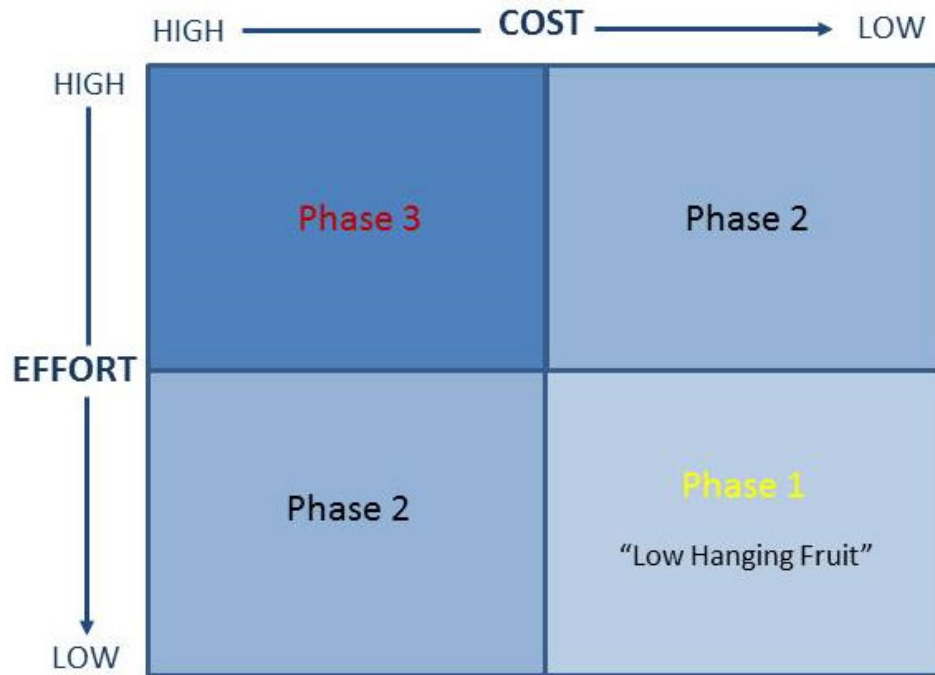 HIGH COST LOW
HIGH
Phase 3 Phase 2
EFFORT
Phase 2 Phase 1
“Low Hanging Fruit”
LOW